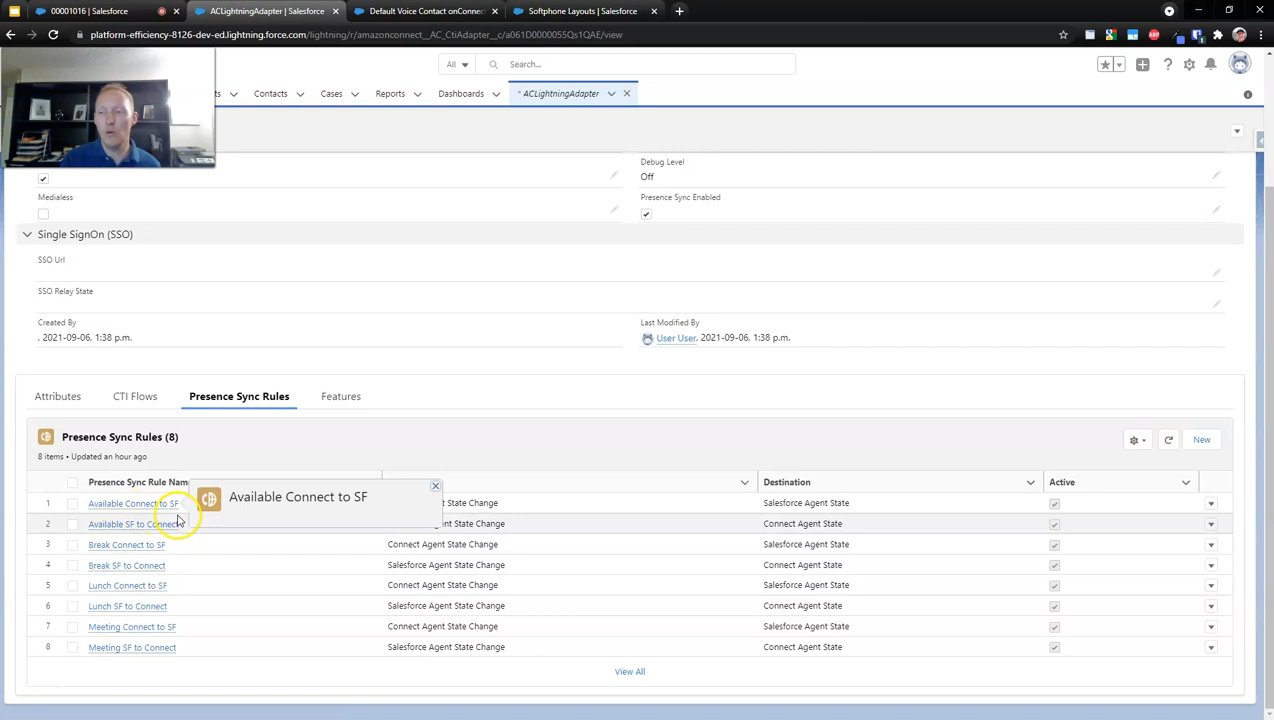 00001016 | Salesforce
ACLightningAdapter | Salesforce
Default Voice Contact onConnect
Softphone Layouts | Salesforce
platform-efficiency-8126-dev-ed.lightning.force.com/lightning/r/amazonconnect__AC_CtiAdapter__c/a061D0000055Qs1QAE/view
All
Search...
Contacts
Cases
Reports
Dashboards
* ACLightningAdapter
Debug Level
Off
Medialess
Presence Sync Enabled
Single SignOn (SSO)
SSO Url
SSO Relay State
Created By
Last Modified By
, 2021-09-06, 1:38 p.m.
User User, 2021-09-06, 1:38 p.m.
Attributes
CTI Flows
Presence Sync Rules
Features
Presence Sync Rules (8)
8 items • Updated an hour ago
New
Presence Sync Rule Name
Destination
Active
Available Connect to SF
1 Available Connect to SF Agent State Change Salesforce Agent State
2 Available SF to Connect Agent State Change Connect Agent State
3 Break Connect to SF Connect Agent State Change Salesforce Agent State
4 Break SF to Connect Salesforce Agent State Change Connect Agent State
5 Lunch Connect to SF Connect Agent State Change Salesforce Agent State
6 Lunch SF to Connect Salesforce Agent State Change Connect Agent State
7 Meeting Connect to SF Connect Agent State Change Salesforce Agent State
8 Meeting SF to Connect Salesforce Agent State Change Connect Agent State
View All